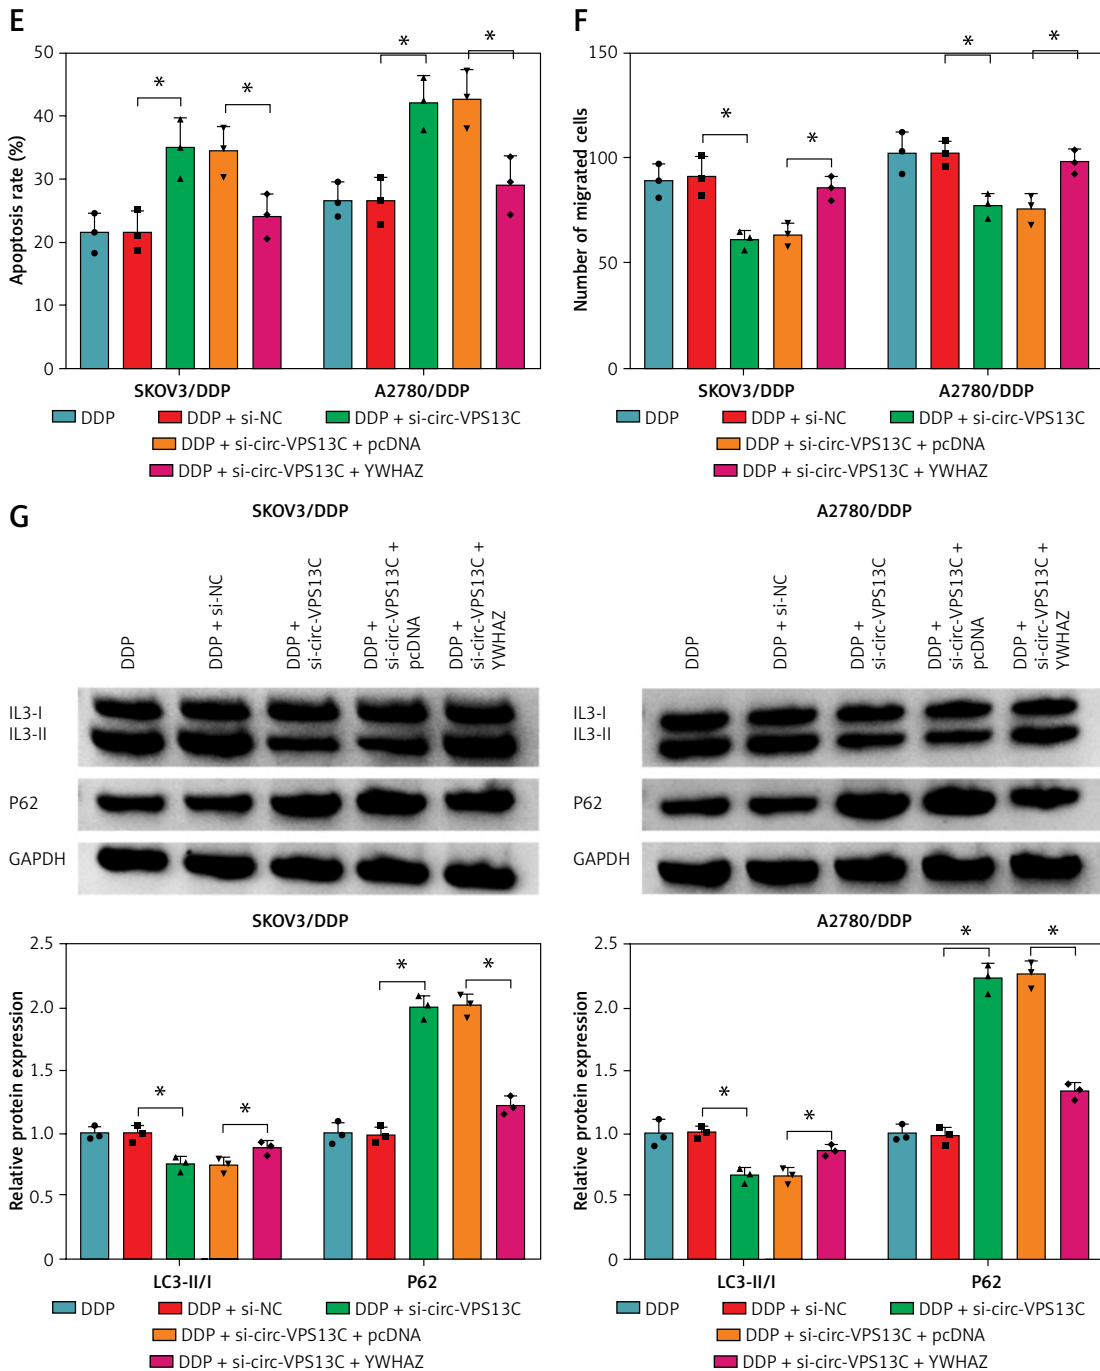 E
Apoptosis rate (%)
50
40
30
20
10
0
*
*
*
*
SKOV3/DDP
A2780/DDP
DDP
DDP + si-NC
DDP + si-circ-VPS13C
DDP + si-circ-VPS13C + pcDNA
DDP + si-circ-VPS13C + YWHAZ
F
Number of migrated cells
150
100
50
0
*
*
*
*
SKOV3/DDP
A2780/DDP
DDP
DDP + si-NC
DDP + si-circ-VPS13C
DDP + si-circ-VPS13C + pcDNA
DDP + si-circ-VPS13C + YWHAZ
G
SKOV3/DDP
DDP
DDP + si-NC
DDP +
si-circ-VPS13C
DDP +
si-circ-VPS13C +
pcDNA
DDP +
si-circ-VPS13C +
YWHAZ
IL3-I
IL3-II
P62
GAPDH
A2780/DDP
DDP
DDP + si-NC
DDP +
si-circ-VPS13C
DDP +
si-circ-VPS13C +
pcDNA
DDP +
si-circ-VPS13C +
YWHAZ
IL3-I
IL3-II
P62
GAPDH
SKOV3/DDP
Relative protein expression
2.5
2.0
1.5
1.0
0.5
0
*
*
*
*
LC3-II/I
P62
DDP
DDP + si-NC
DDP + si-circ-VPS13C
DDP + si-circ-VPS13C + pcDNA
DDP + si-circ-VPS13C + YWHAZ
A2780/DDP
Relative protein expression
2.5
2.0
1.5
1.0
0.5
0
*
*
*
*
LC3-II/I
P62
DDP
DDP + si-NC
DDP + si-circ-VPS13C
DDP + si-circ-VPS13C + pcDNA
DDP + si-circ-VPS13C + YWHAZ